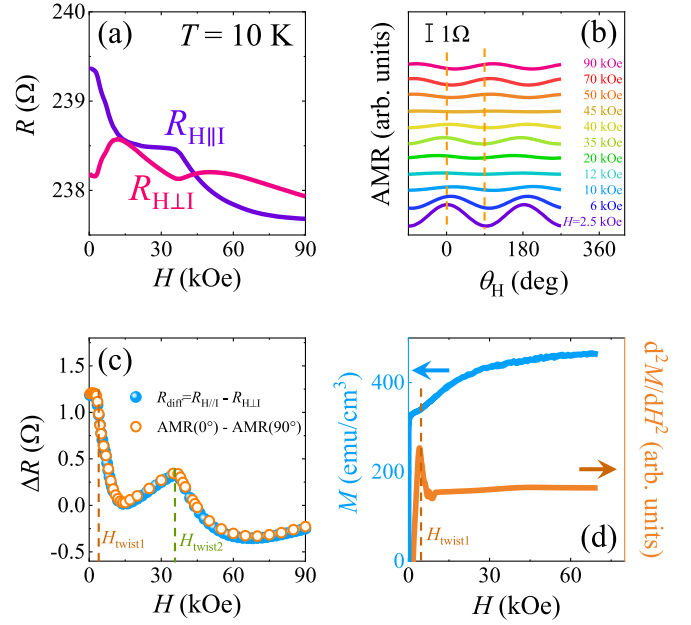 (a)
T = 10 K
240
239
238
R (Ω)
R_H||I
R_H⊥I
0
30
60
90
H (kOe)
(b)
1Ω
AMR (arb. units)
90 kOe
70 kOe
50 kOe
45 kOe
40 kOe
35 kOe
20 kOe
12 kOe
10 kOe
6 kOe
H=2.5 kOe
0
180
360
θ_H (deg)
(c)
1.5
1.0
0.5
0.0
-0.5
ΔR (Ω)
R_diff=R_H//I - R_H⊥I
AMR(0°) - AMR(90°)
H_twist1
H_twist2
0
30
60
90
H (kOe)
400
200
0
M (emu/cm³)
d²M/dH² (arb. units)
H_twist1
(d)
0
30
60
H (kOe)